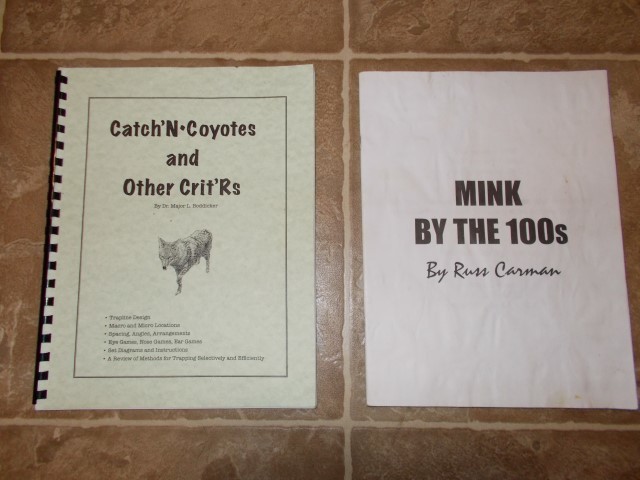 Catch'N•Coyotes
and
Other Crit'Rs
By Dr. Major L. Boddicker
• Trapline Design
• Macro and Micro Locations
• Spacing, Angles, Arrangements
• Eye Games, Nose Games, Ear Games
• Set Diagrams and Instructions
• A Review of Methods for Trapping Selectively and Efficiently
MINK
BY THE 100s
By Russ Carman